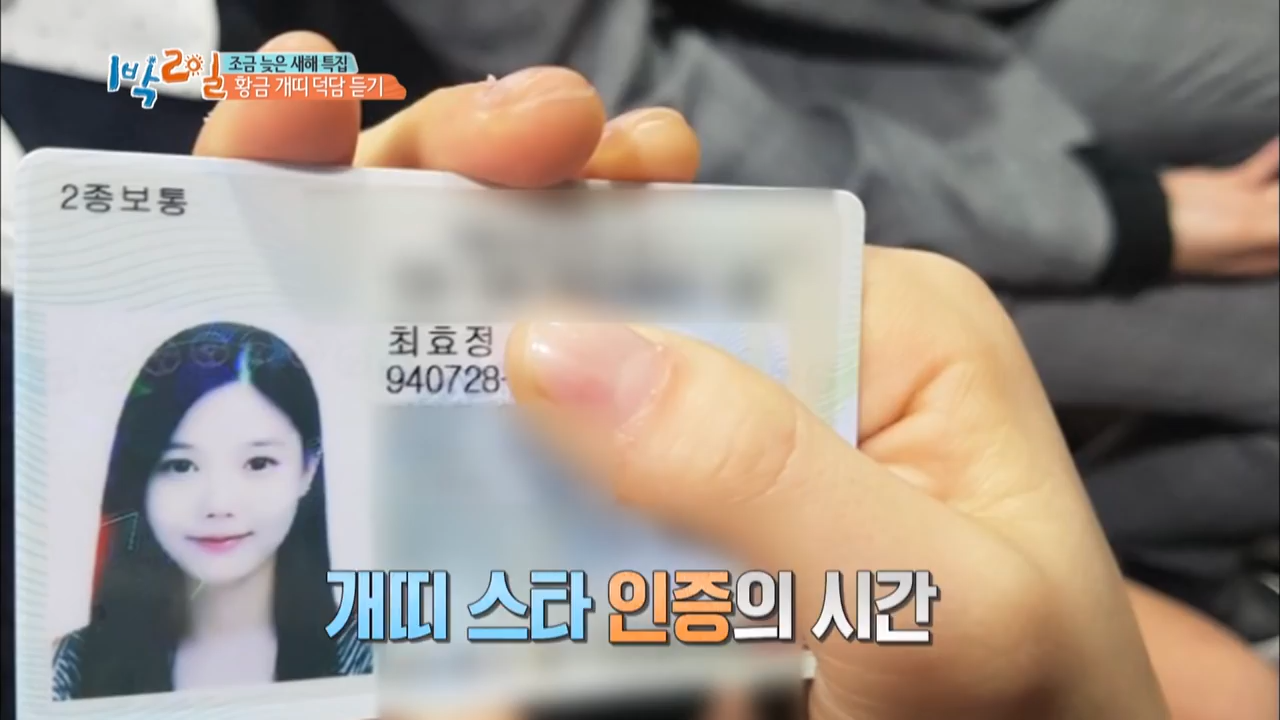 1박2일
조금 늦은 새해 특집
황금 개띠 덕담 듣기
2종보통
최효정
940728-
개띠 스타 인증의 시간